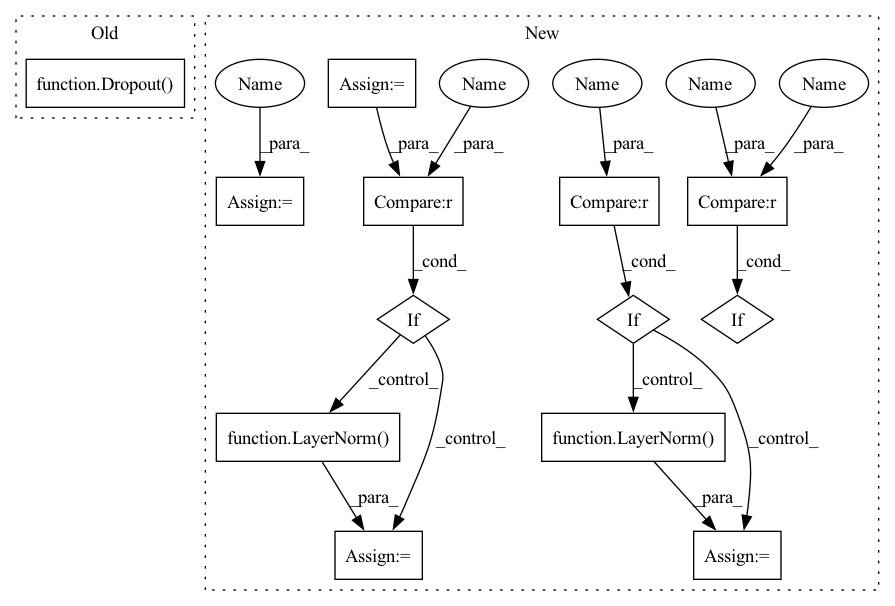 Old
New
function.Dropout()
Name
Assign:=
Name
Name
Name
Name
_para_
_para_
_para_
_para_
_para_
_para_
Assign:=
Compare:r
Compare:r
Compare:r
_cond_
_cond_
_cond_
If
If
If
_control_
_control_
function.LayerNorm()
_control_
function.LayerNorm()
_control_
_para_
_para_
Assign:=
Assign:=